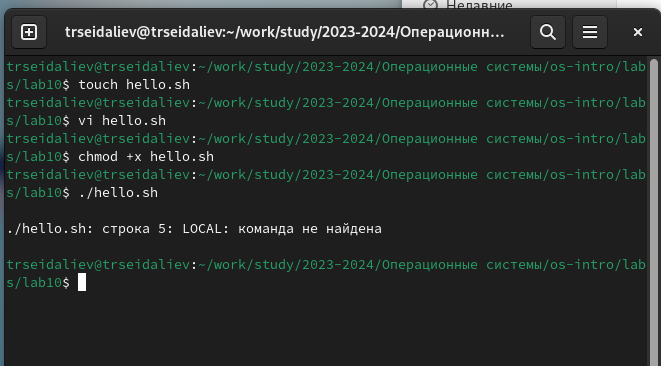 Недавние
trseidaliev@trseidaliev:~/work/study/2023-2024/Операционн...
trseidaliev@trseidaliev:~/work/study/2023-2024/Операционные системы/os-intro/lab
s/lab10$ touch hello.sh
trseidaliev@trseidaliev:~/work/study/2023-2024/Операционные системы/os-intro/lab
s/lab10$ vi hello.sh
trseidaliev@trseidaliev:~/work/study/2023-2024/Операционные системы/os-intro/lab
s/lab10$ chmod +x hello.sh
trseidaliev@trseidaliev:~/work/study/2023-2024/Операционные системы/os-intro/lab
s/lab10$ ./hello.sh
./hello.sh: строка 5: LOCAL: команда не найдена
trseidaliev@trseidaliev:~/work/study/2023-2024/Операционные системы/os-intro/lab
s/lab10$